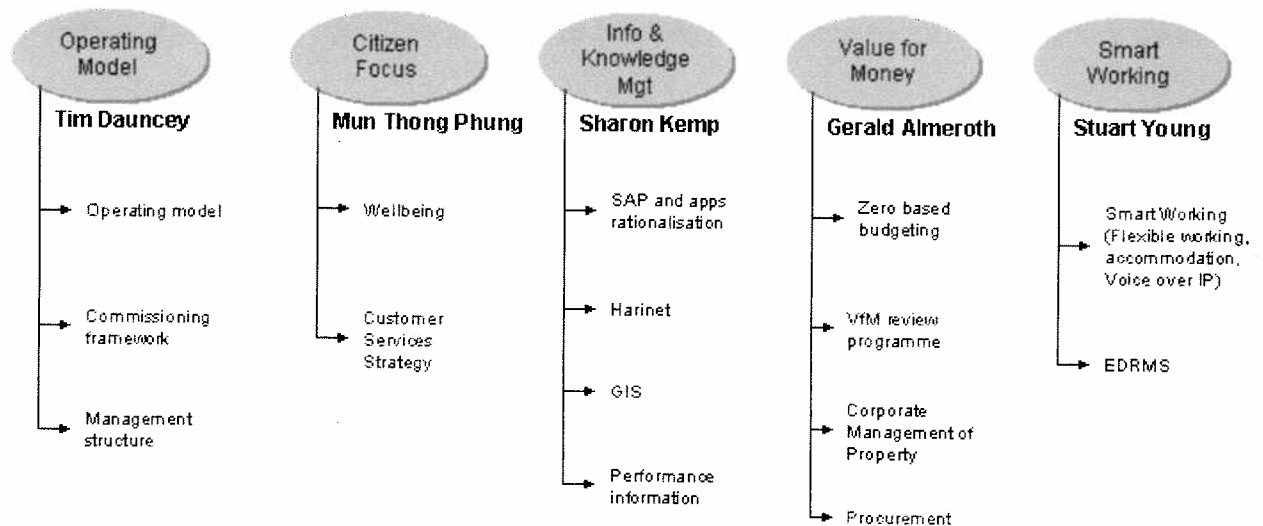 Operating
Model
Tim Dauncey
Operating model
Commissioning
framework
Management
structure
Citizen
Focus
Mun Thong Phung
Wellbeing
Customer
Services
Strategy
Info &
Knowledge
Mgt
Sharon Kemp
SAP and apps
rationalisation
Harinet
GIS
Performance
information
Value for
Money
Gerald Almeroth
Zero based
budgeting
VfM review
programme
Corporate
Management of
Property
Procurement
Smart
Working
Stuart Young
Smart Working
(Flexible working,
accommodation,
Voice over IP)
EDRMS